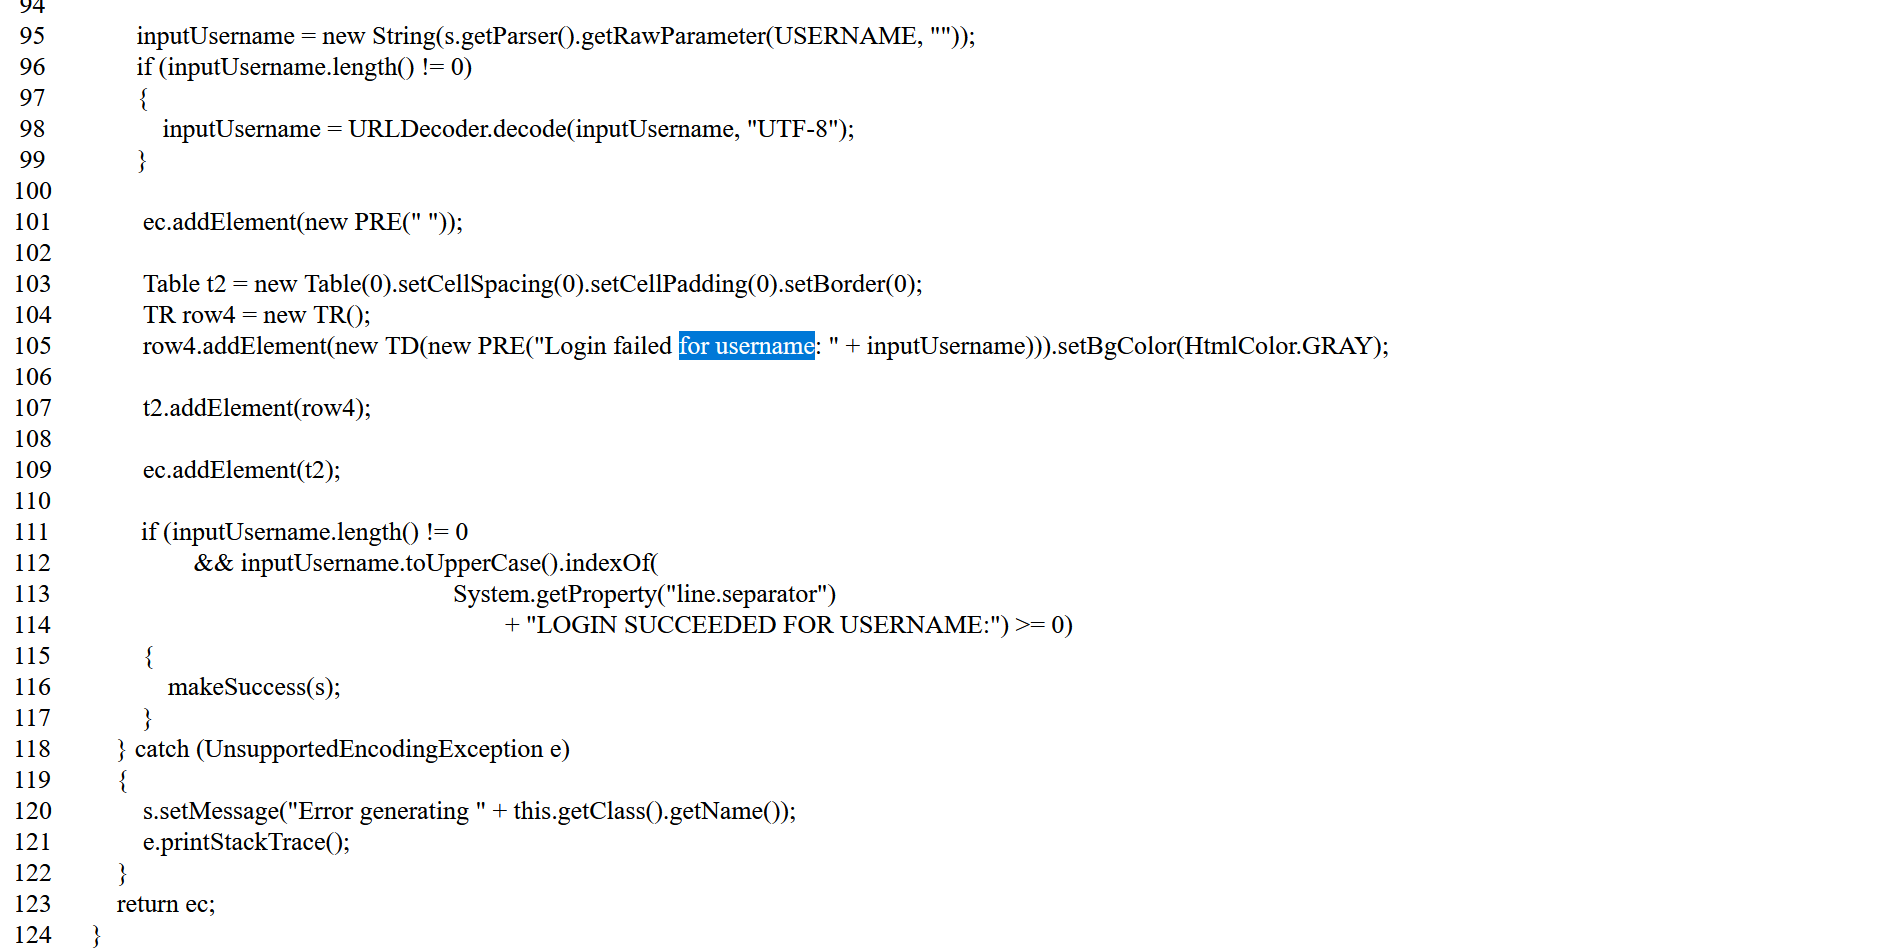 94
95 inputUsername = new String(s.getParser().getRawParameter(USERNAME, ""));
96 if (inputUsername.length() != 0)
97 {
98 inputUsername = URLDecoder.decode(inputUsername, "UTF-8");
99 }
100
101 ec.addElement(new PRE(" "));
102
103 Table t2 = new Table(0).setCellSpacing(0).setCellPadding(0).setBorder(0);
104 TR row4 = new TR();
105 row4.addElement(new TD(new PRE("Login failed for username: " + inputUsername))).setBgColor(HtmlColor.GRAY);
106
107 t2.addElement(row4);
108
109 ec.addElement(t2);
110
111 if (inputUsername.length() != 0
112 && inputUsername.toUpperCase().indexOf(
113 System.getProperty("line.separator")
114 + "LOGIN SUCCEEDED FOR USERNAME:") >= 0)
115 {
116 makeSuccess(s);
117 }
118 } catch (UnsupportedEncodingException e)
119 {
120 s.setMessage("Error generating " + this.getClass().getName());
121 e.printStackTrace();
122 }
123 return ec;
124 }